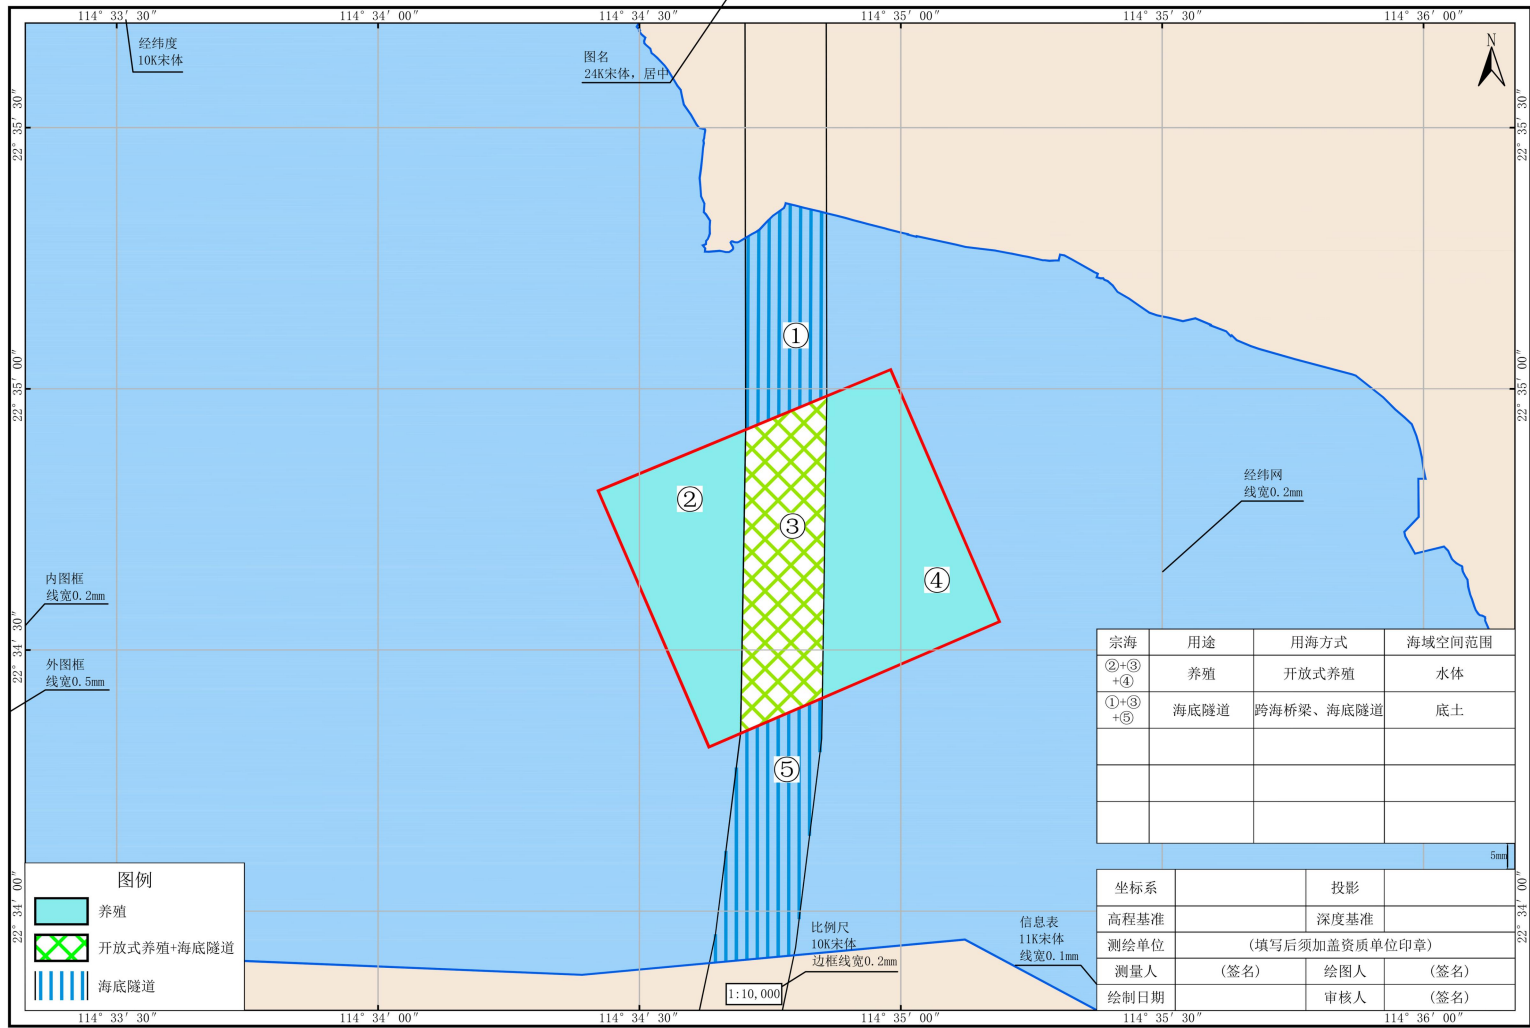 114° 33′ 30″
114° 34′ 00″
114° 34′ 30″
114° 35′ 00″
114° 35′ 30″
114° 36′ 00″
经纬度
10K宋体
图名
24K宋体，居中
N
22° 35′ 30″
22° 35′ 30″
①
22° 35′ 00″
22° 35′ 00″
②
③
④
经纬网
线宽0.2mm
内图框
线宽0.2mm
22° 34′ 30″
外图框
线宽0.5mm
宗海 用途 用海方式 海域空间范围
②+③
+④
养殖 开放式养殖 水体
①+③
+⑤
海底隧道 跨海桥梁、海底隧道 底土
⑤
5mm
图例
养殖
开放式养殖+海底隧道
海底隧道
22° 34′ 00″
22° 34′ 00″
比例尺
10K宋体
边框线宽0.2mm
1:10,000
信息表
11K宋体
线宽0.1mm
坐标系 投影
高程基准 深度基准
测绘单位 (填写后须加盖资质单位印章)
测量人 (签名) 绘图人 (签名)
绘制日期 审核人 (签名)
114° 33′ 30″
114° 34′ 00″
114° 34′ 30″
114° 35′ 00″
114° 35′ 30″
114° 36′ 00″